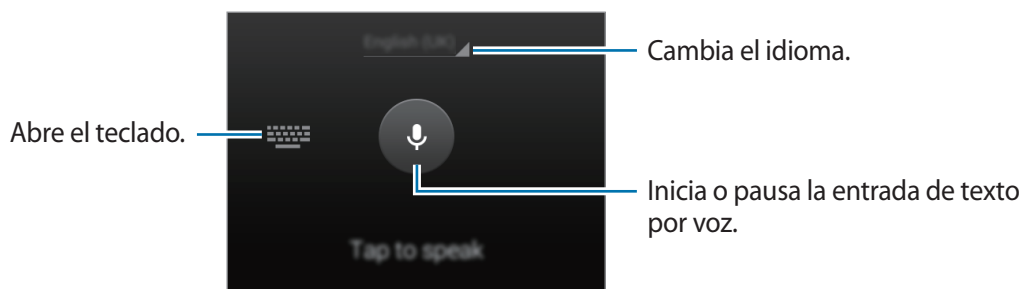 English (UK)
Cambia el idioma.
Abre el teclado.
Inicia o pausa la entrada de texto
por voz.
Tap to speak